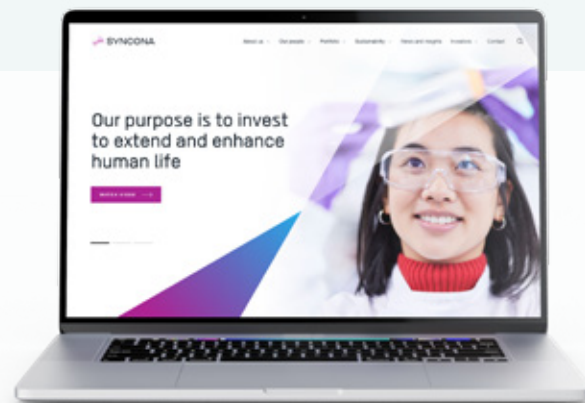 SYNCONA
About us
Our people
Portfolio
Sustainability
News and insights
Investors
Contact
Our purpose is to invest
to extend and enhance
human life